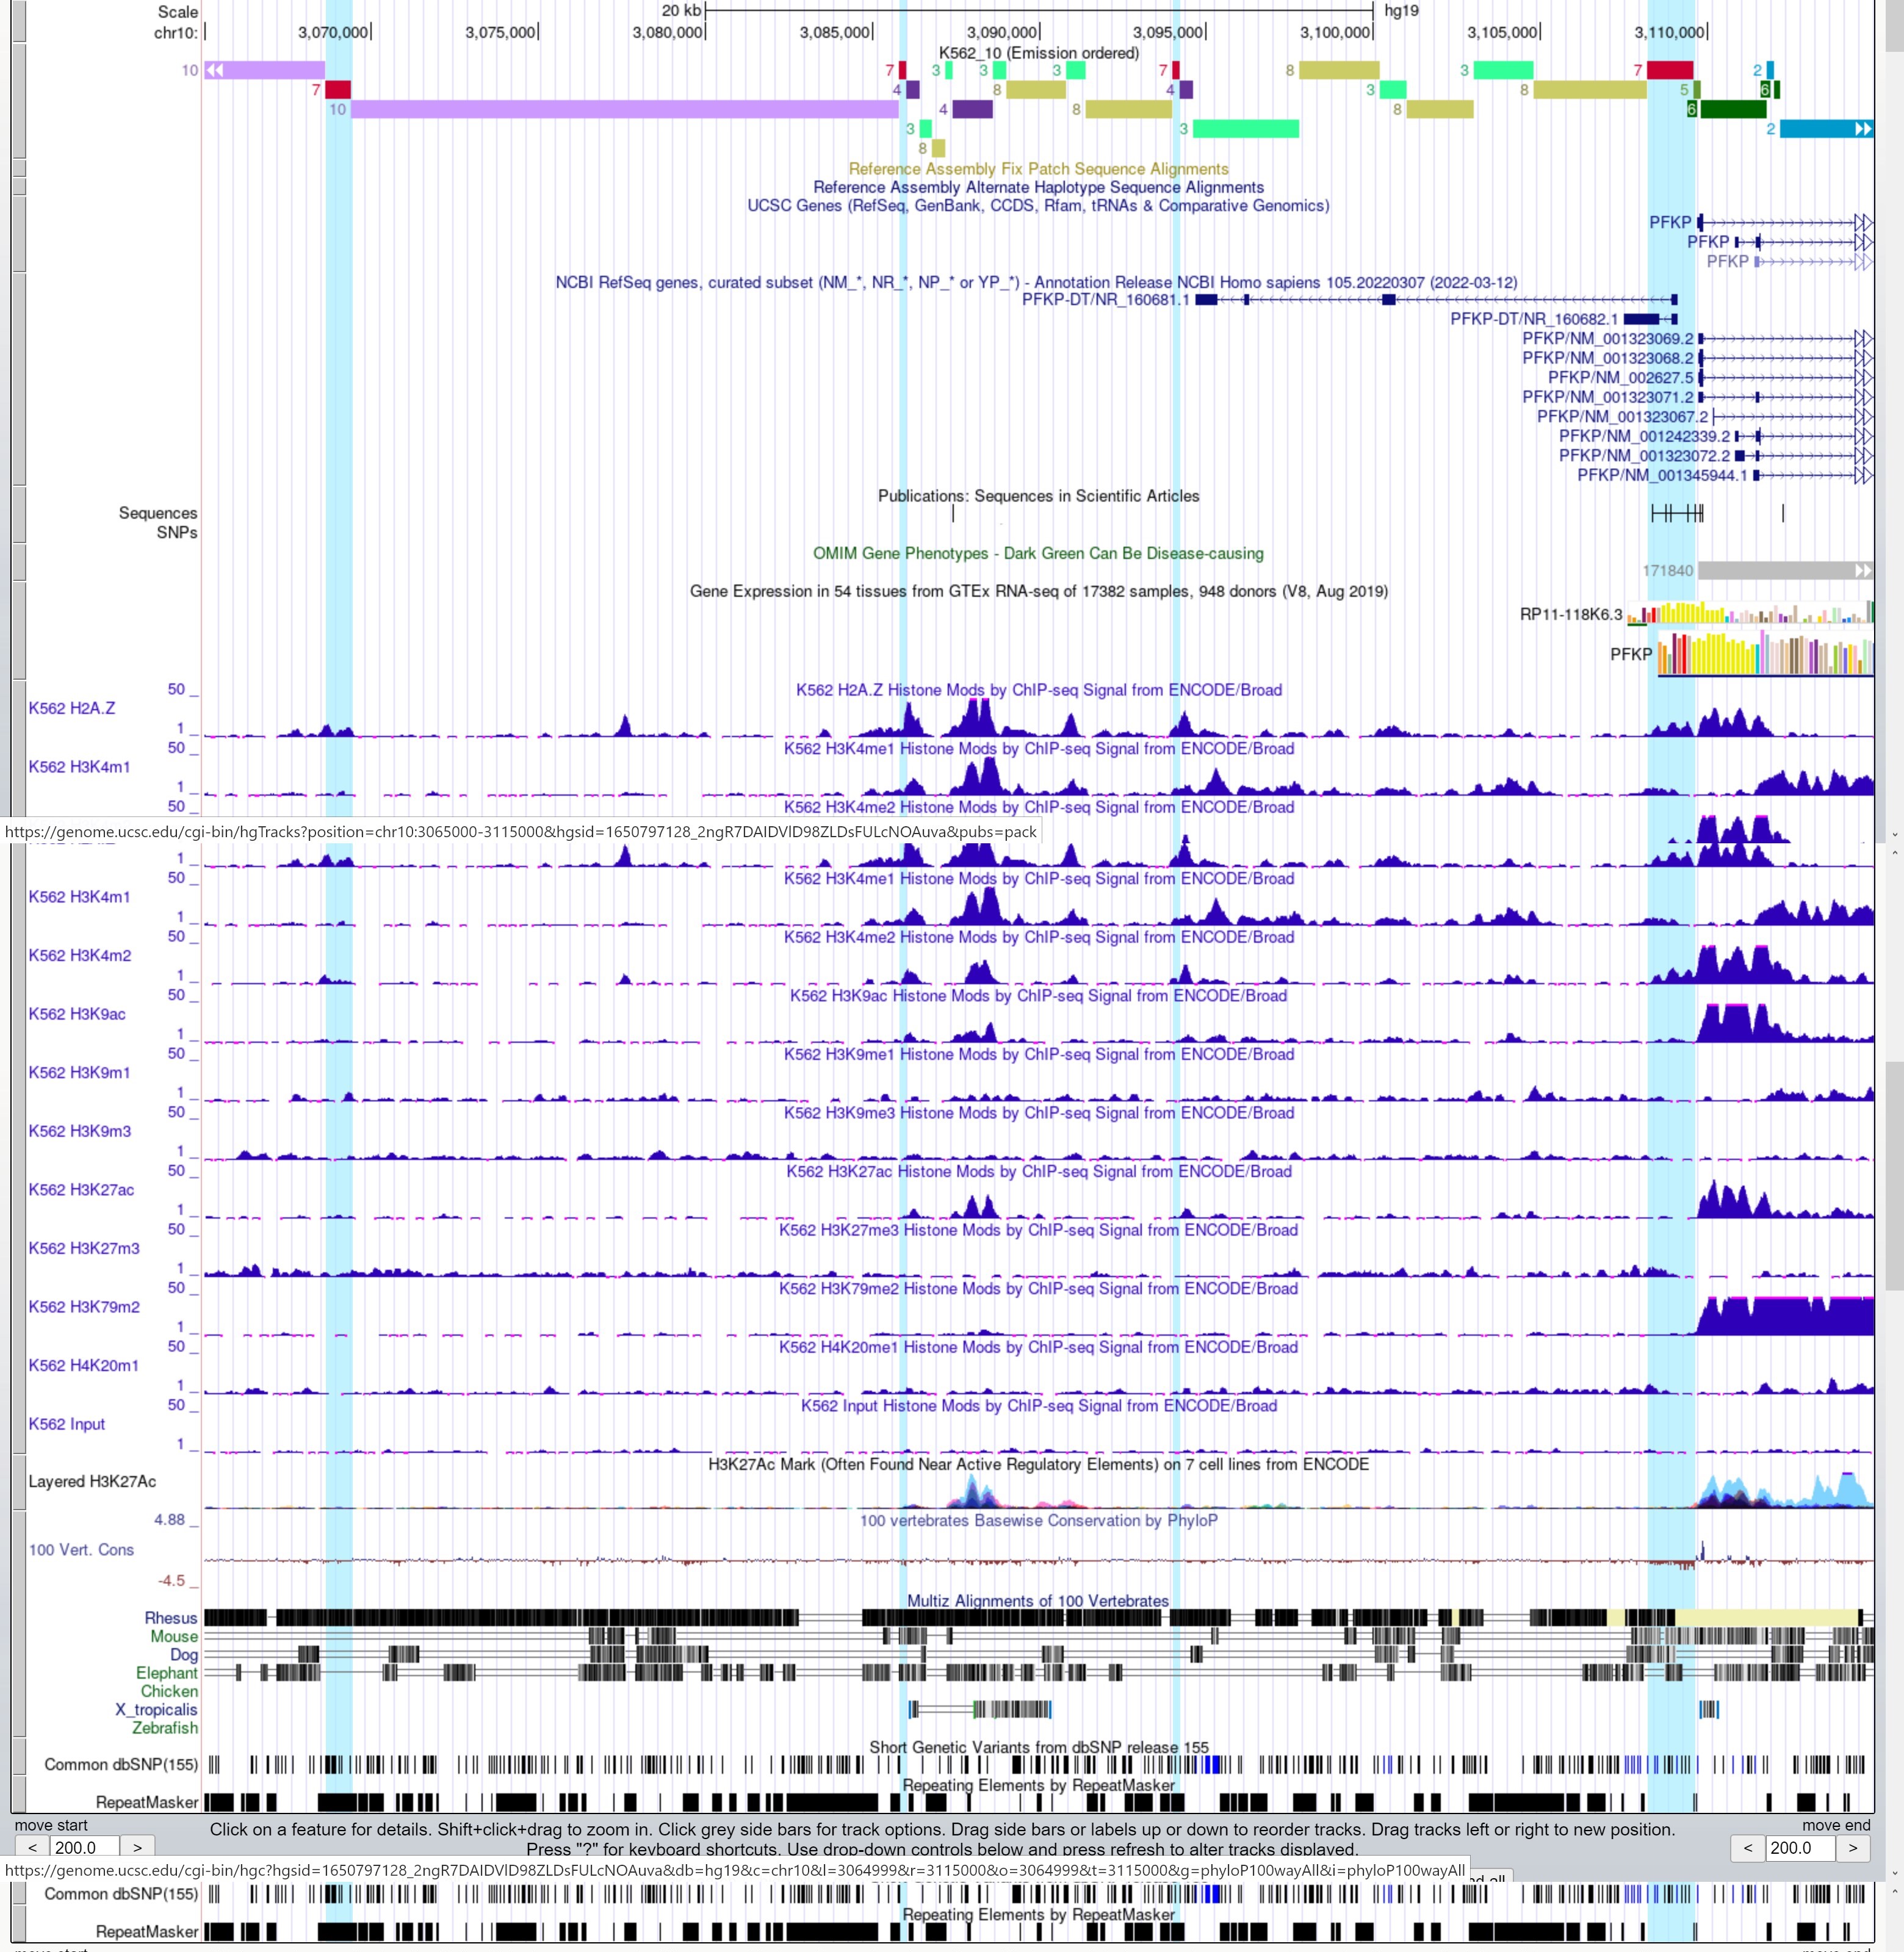 Scale 20 kb hg19
chr10: 3,070,000 3,075,000 3,080,000 3,085,000 3,090,000 3,095,000 3,100,000 3,105,000 3,110,000
K562_10 (Emission ordered)
10 7 3 3 3 7 8 3 7 2
7 4 8 4 3 8 5 6
10 4 8 8 6
3 3 2
8
Reference Assembly Fix Patch Sequence Alignments
Reference Assembly Alternate Haplotype Sequence Alignments
UCSC Genes (RefSeq, GenBank, CCDS, Rfam, tRNAs & Comparative Genomics)
PFKP
PFKP
PFKP
NCBI RefSeq genes, curated subset (NM_*, NR_*, NP_* or YP_*) - Annotation Release NCBI Homo sapiens 105.20220307 (2022-03-12)
PFKP-DT/NR_160681.1
PFKP-DT/NR_160682.1
PFKP/NM_001323069.2
PFKP/NM_001323068.2
PFKP/NM_002627.5
PFKP/NM_001323071.2
PFKP/NM_001323067.2
PFKP/NM_001242339.2
PFKP/NM_001323072.2
PFKP/NM_001345944.1
Publications: Sequences in Scientific Articles
Sequences
SNPs
OMIM Gene Phenotypes - Dark Green Can Be Disease-causing
171840
Gene Expression in 54 tissues from GTEx RNA-seq of 17382 samples, 948 donors (V8, Aug 2019)
RP11-118K6.3
PFKP
50 _ K562 H2A.Z Histone Mods by ChIP-seq Signal from ENCODE/Broad
K562 H2A.Z
1 _
50 _ K562 H3K4me1 Histone Mods by ChIP-seq Signal from ENCODE/Broad
K562 H3K4m1
1 _
50 _ K562 H3K4me2 Histone Mods by ChIP-seq Signal from ENCODE/Broad
https://genome.ucsc.edu/cgi-bin/hgTracks?position=chr10:3065000-3115000&hgsid=1650797128_2ngR7DAIDVlD98ZLDsFULcNOAuva&pubs=pack
1 _
50 _ K562 H3K4me1 Histone Mods by ChIP-seq Signal from ENCODE/Broad
K562 H3K4m1
1 _
50 _ K562 H3K4me2 Histone Mods by ChIP-seq Signal from ENCODE/Broad
K562 H3K4m2
1 _
50 _ K562 H3K9ac Histone Mods by ChIP-seq Signal from ENCODE/Broad
K562 H3K9ac
1 _
50 _ K562 H3K9me1 Histone Mods by ChIP-seq Signal from ENCODE/Broad
K562 H3K9m1
1 _
50 _ K562 H3K9me3 Histone Mods by ChIP-seq Signal from ENCODE/Broad
K562 H3K9m3
1 _
50 _ K562 H3K27ac Histone Mods by ChIP-seq Signal from ENCODE/Broad
K562 H3K27ac
1 _
50 _ K562 H3K27me3 Histone Mods by ChIP-seq Signal from ENCODE/Broad
K562 H3K27m3
1 _
50 _ K562 H3K79me2 Histone Mods by ChIP-seq Signal from ENCODE/Broad
K562 H3K79m2
1 _
50 _ K562 H4K20me1 Histone Mods by ChIP-seq Signal from ENCODE/Broad
K562 H4K20m1
1 _
50 _ K562 Input Histone Mods by ChIP-seq Signal from ENCODE/Broad
K562 Input
1 _
H3K27Ac Mark (Often Found Near Active Regulatory Elements) on 7 cell lines from ENCODE
Layered H3K27Ac
4.88 _ 100 vertebrates Basewise Conservation by PhyloP
100 Vert. Cons
-4.5 _
Multiz Alignments of 100 Vertebrates
Rhesus
Mouse
Dog
Elephant
Chicken
X_tropicalis
Zebrafish
Short Genetic Variants from dbSNP release 155
Common dbSNP(155)
Repeating Elements by RepeatMasker
RepeatMasker
move start Click on a feature for details. Shift+click+drag to zoom in. Click grey side bars for track options. Drag side bars or labels up or down to reorder tracks. Drag tracks left or right to new position. move end
< 200.0 > Press "?" for keyboard shortcuts. Use drop-down controls below and press refresh to alter tracks displayed. < 200.0 >
https://genome.ucsc.edu/cgi-bin/hgc?hgsid=1650797128_2ngR7DAIDVlD98ZLDsFULcNOAuva&db=hg19&c=chr10&l=3064999&r=3115000&o=3064999&t=3115000&g=phyloP100wayAll&i=phyloP100wayAll
Common dbSNP(155)
Repeating Elements by RepeatMasker
RepeatMasker